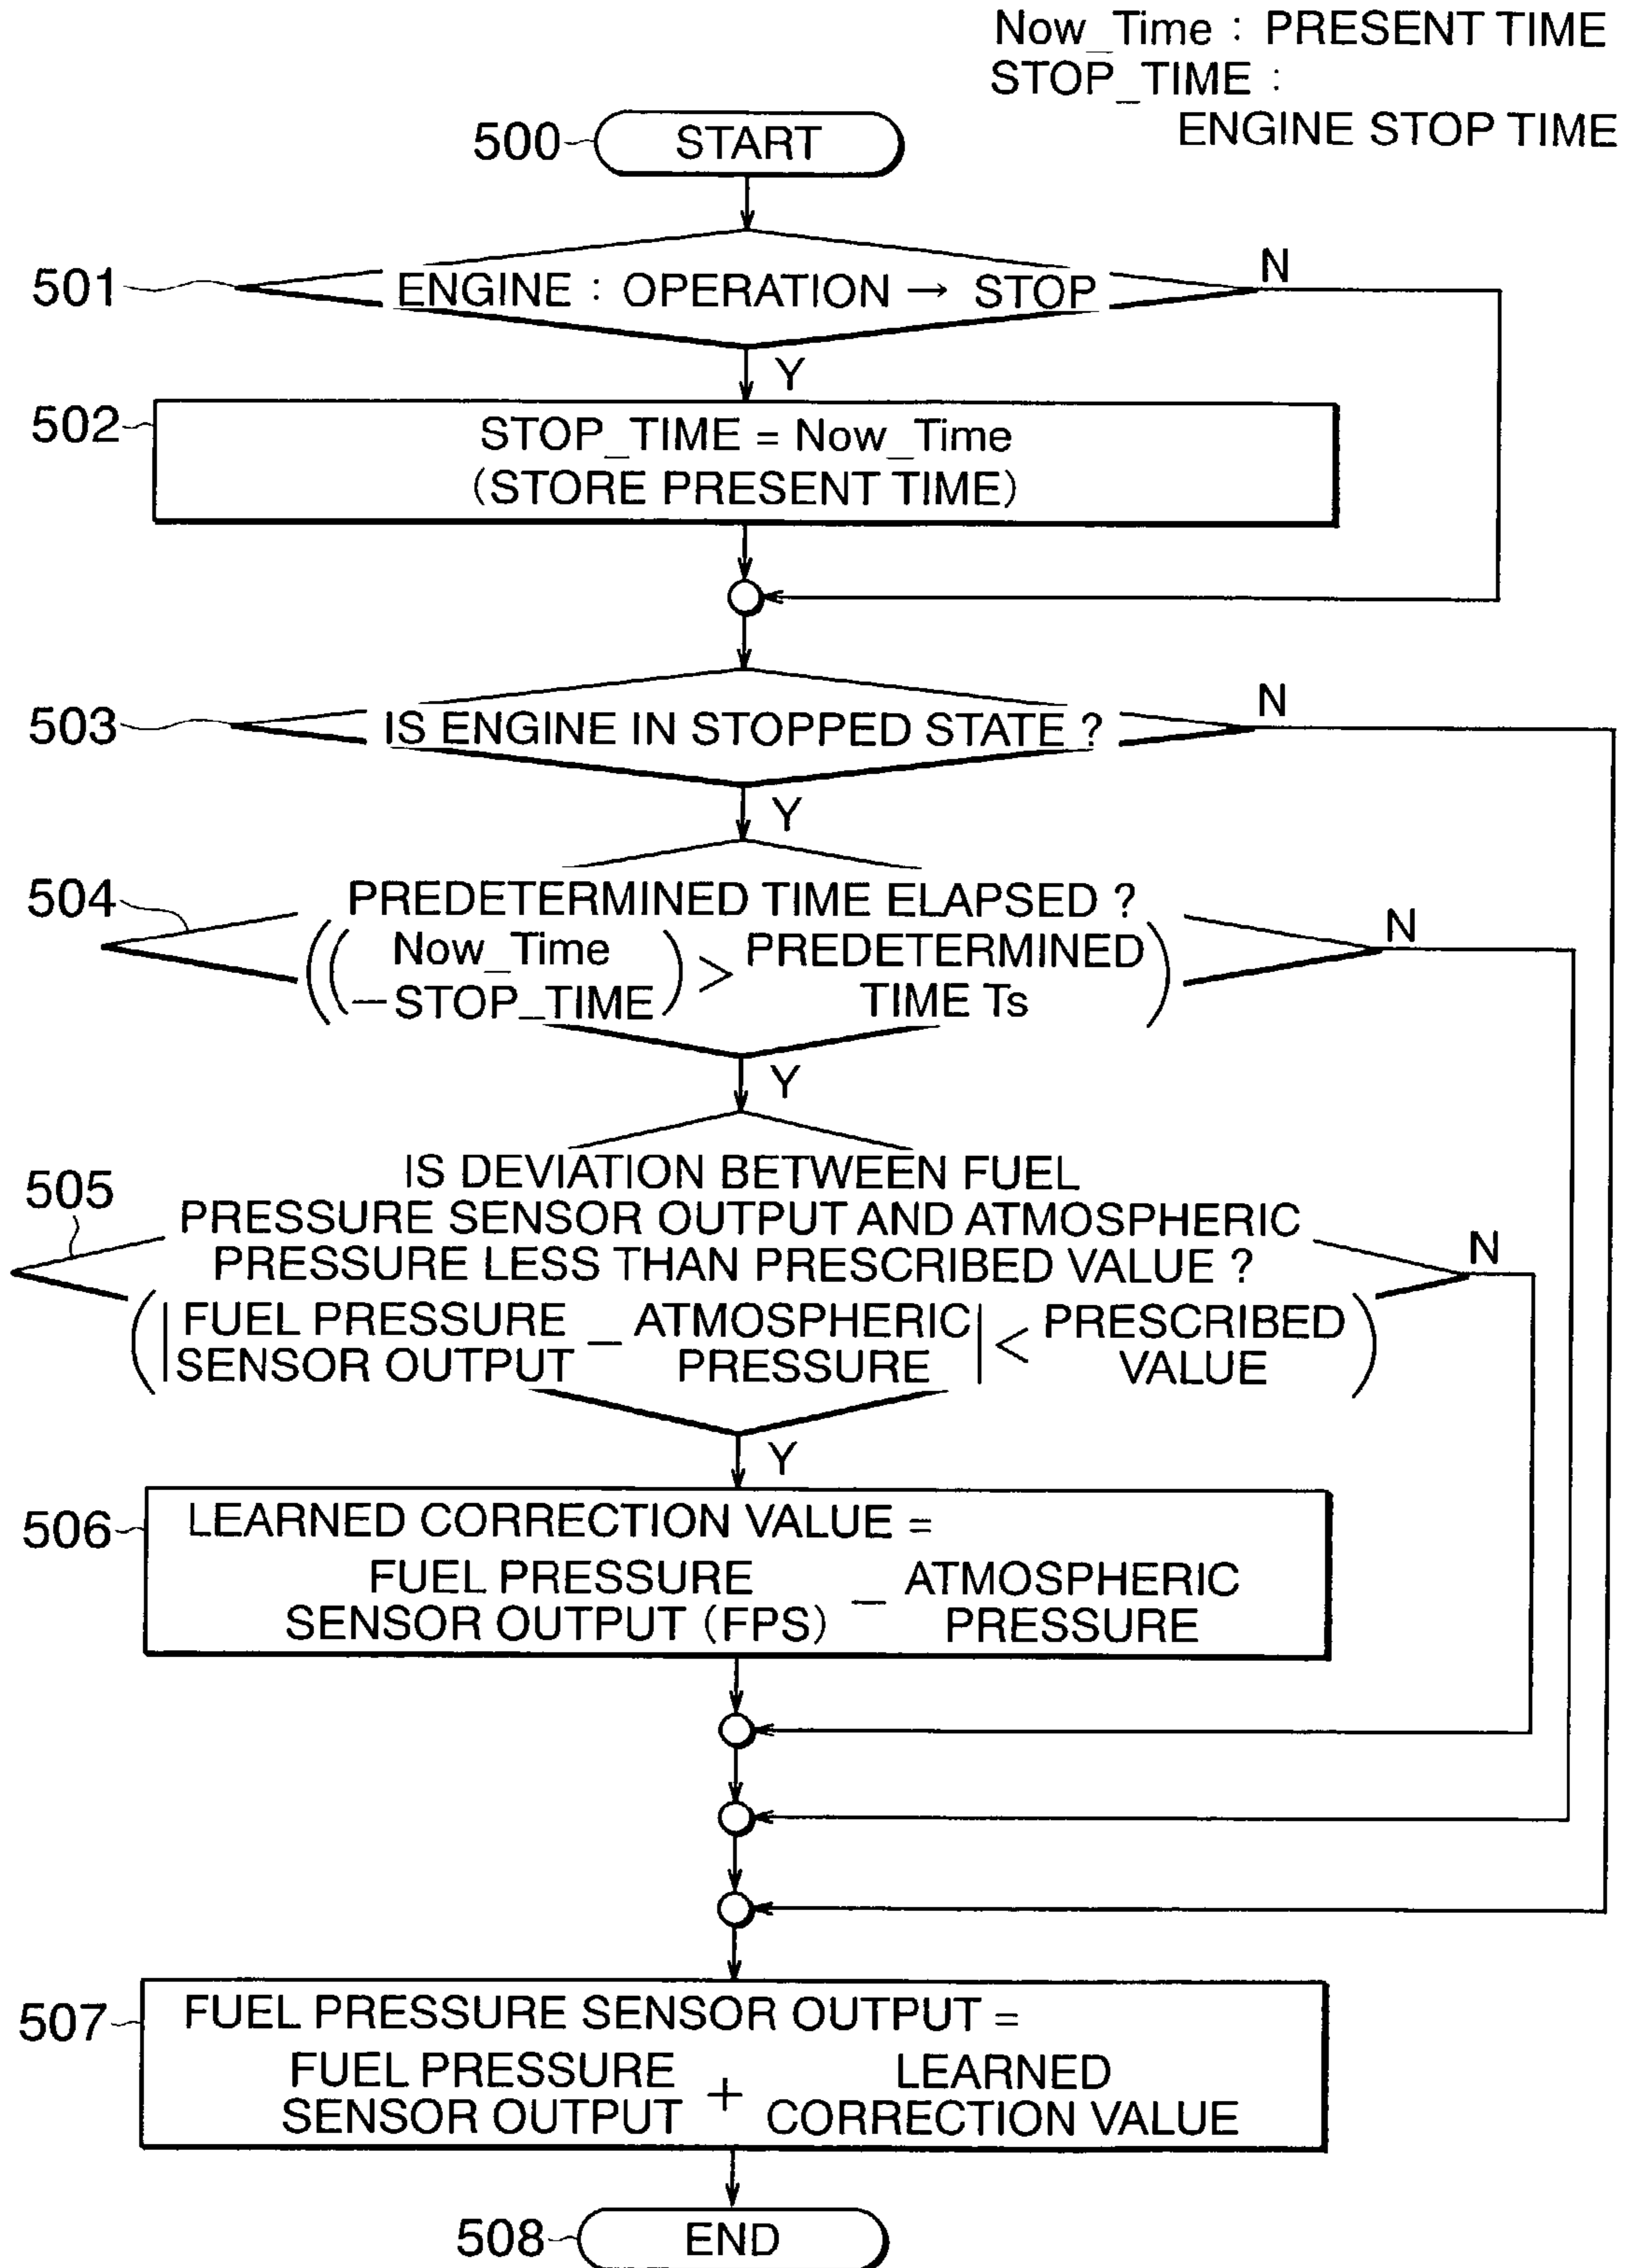 Now_Time : PRESENT TIME
STOP_TIME :
ENGINE STOP TIME
500
START
501
ENGINE : OPERATION → STOP
N
Y
502
STOP_TIME = Now_Time
(STORE PRESENT TIME)
503
IS ENGINE IN STOPPED STATE ?
N
Y
504
PREDETERMINED TIME ELAPSED ?
((Now_Time
−STOP_TIME) > PREDETERMINED
TIME Ts)
N
Y
505
IS DEVIATION BETWEEN FUEL
PRESSURE SENSOR OUTPUT AND ATMOSPHERIC
PRESSURE LESS THAN PRESCRIBED VALUE ?
N
(|FUEL PRESSURE
SENSOR OUTPUT − ATMOSPHERIC
PRESSURE| < PRESCRIBED
VALUE)
Y
506
LEARNED CORRECTION VALUE =
FUEL PRESSURE
SENSOR OUTPUT (FPS) − ATMOSPHERIC
PRESSURE
507
FUEL PRESSURE SENSOR OUTPUT =
FUEL PRESSURE
SENSOR OUTPUT + LEARNED
CORRECTION VALUE
508
END